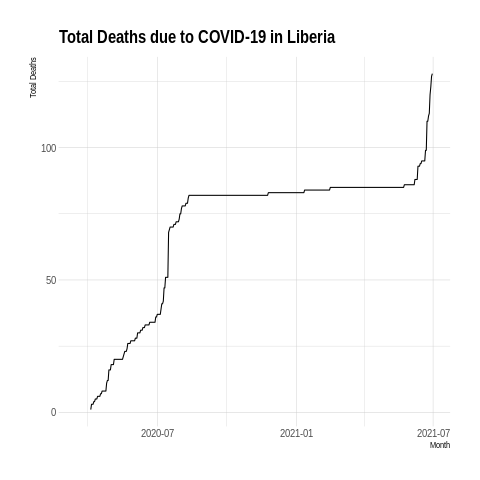 Total Deaths due to COVID-19 in Liberia
Total Deaths
100
50
0
2020-07
2021-01
2021-07
Month